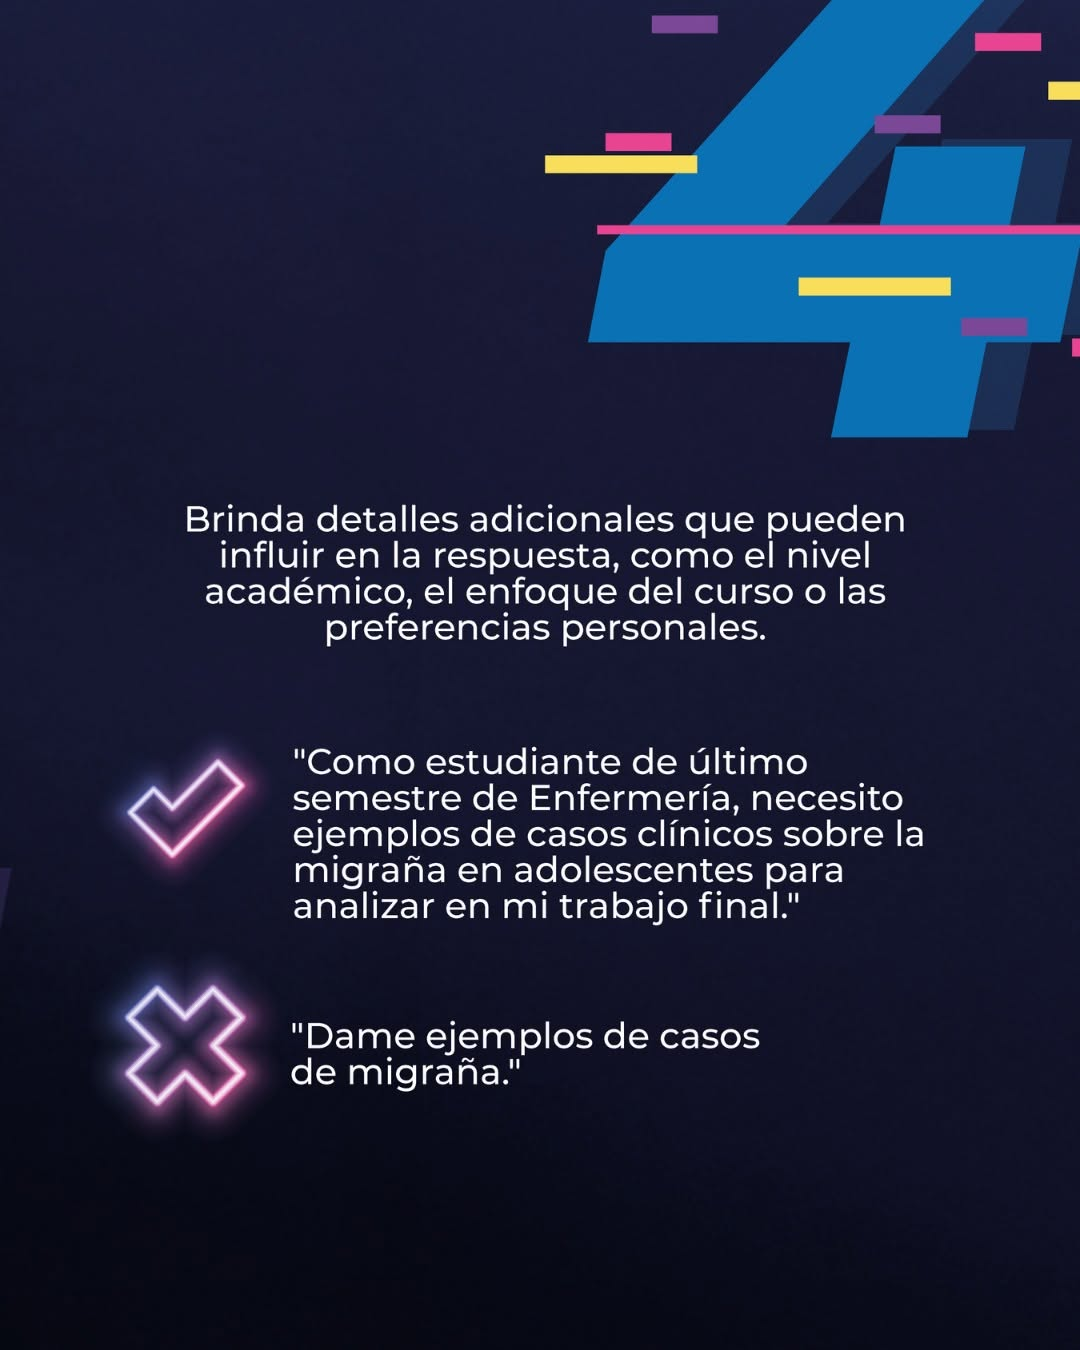 4
Brinda detalles adicionales que pueden
influir en la respuesta, como el nivel
académico, el enfoque del curso o las
preferencias personales.
"Como estudiante de último
semestre de Enfermería, necesito
ejemplos de casos clínicos sobre la
migraña en adolescentes para
analizar en mi trabajo final."
"Dame ejemplos de casos
de migraña."